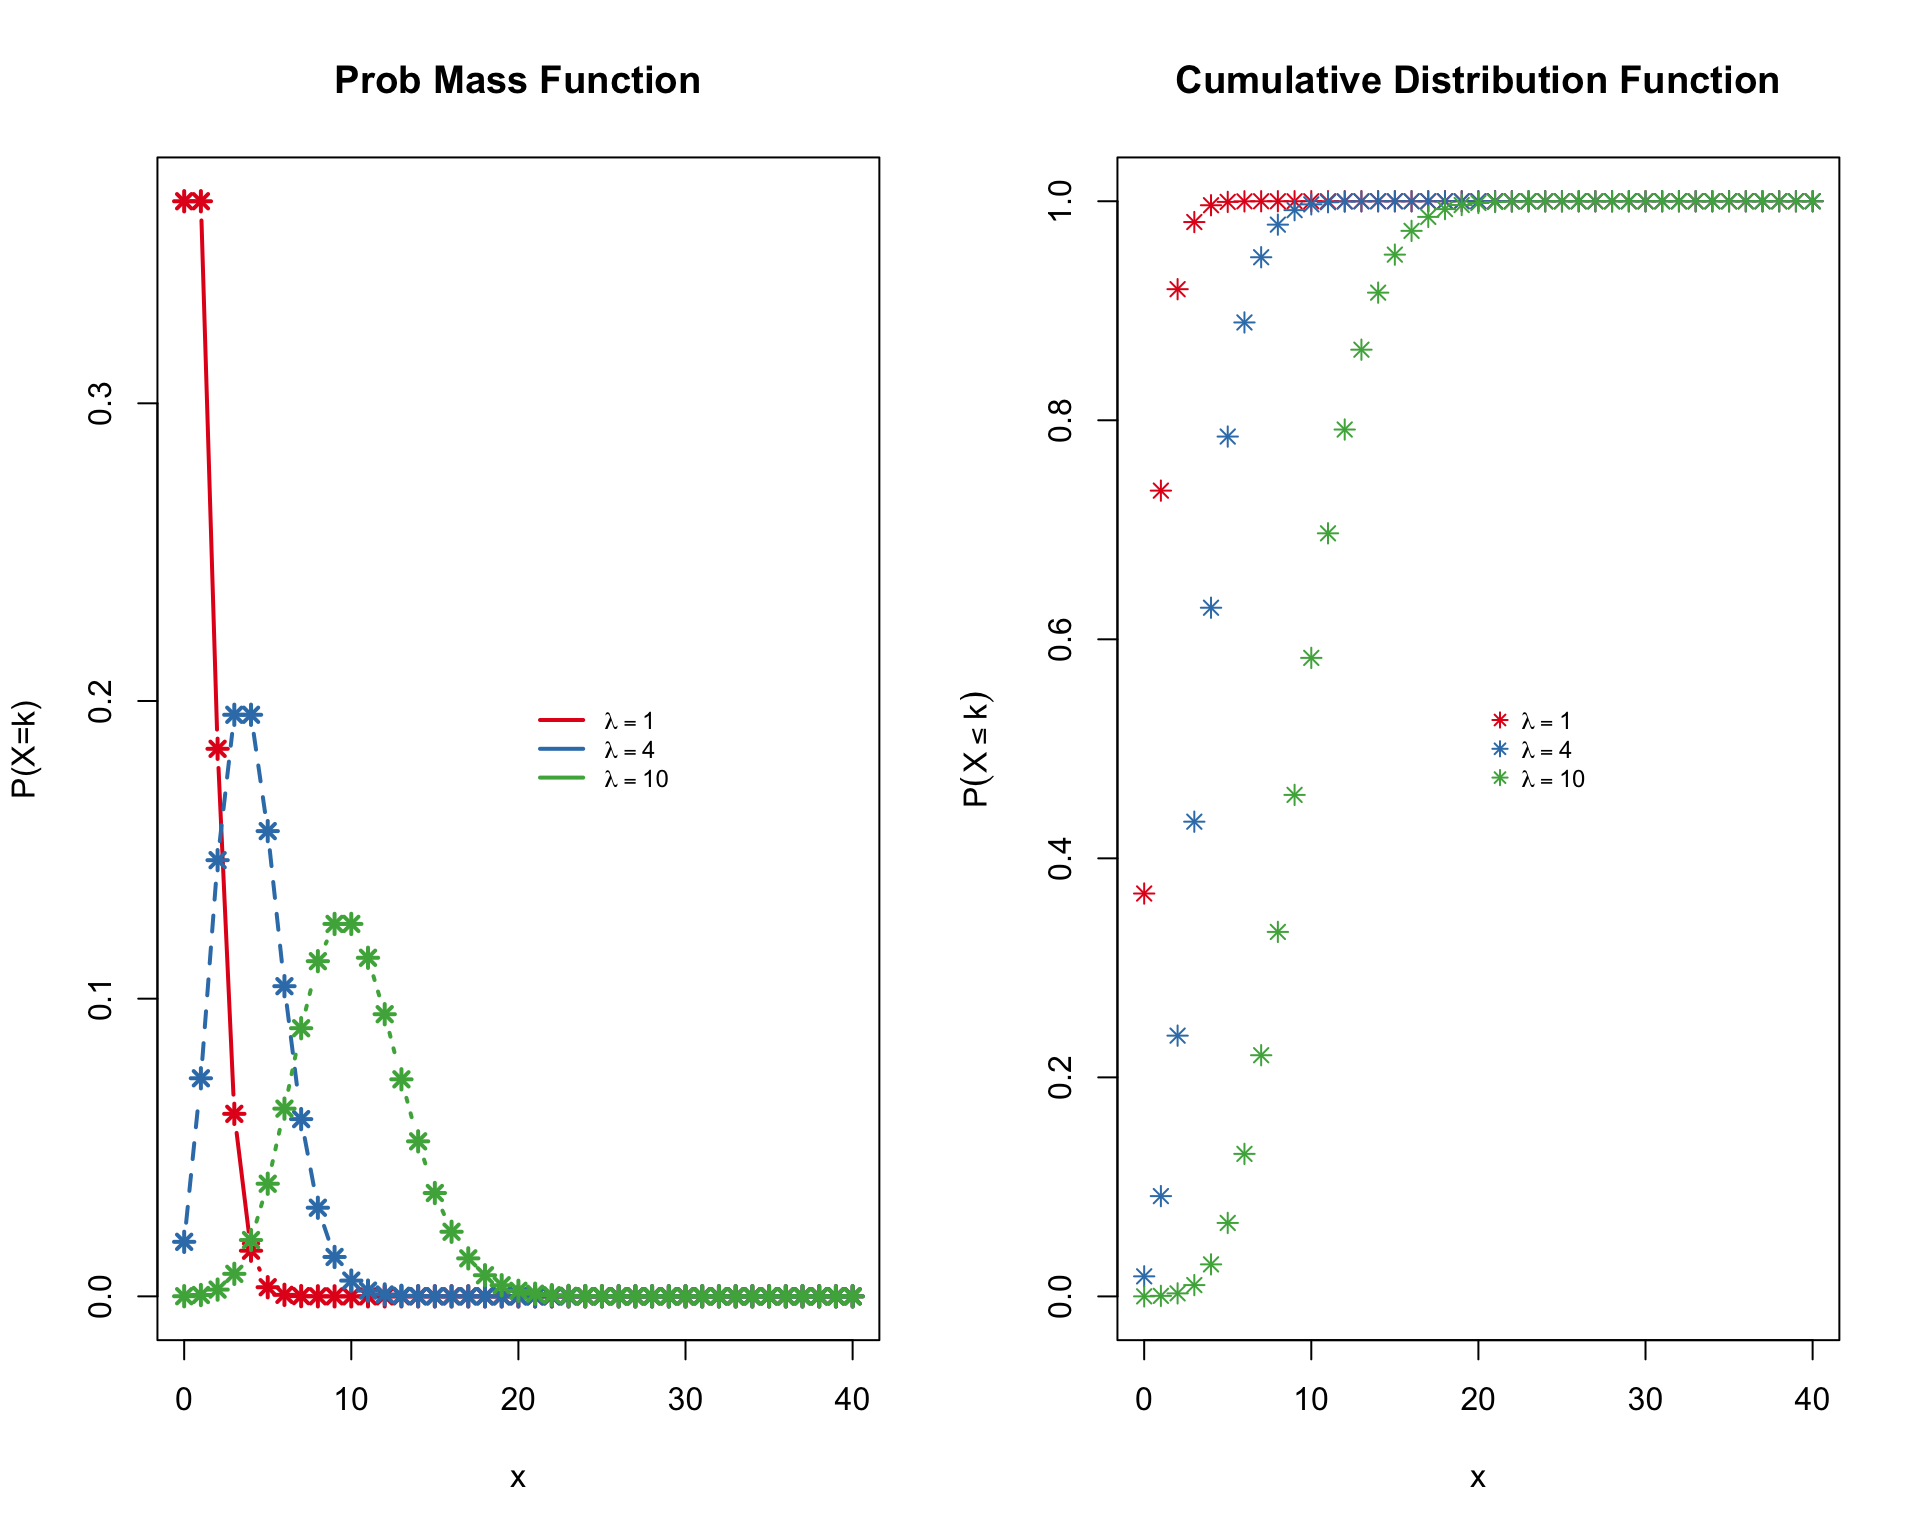 Prob Mass Function
P(X=k)
0.3
0.2
0.1
0.0
λ = 1
λ = 4
λ = 10
0 10 20 30 40
x
Cumulative Distribution Function
P(X ≤ k)
1.0
0.8
0.6
0.4
0.2
0.0
λ = 1
λ = 4
λ = 10
0 10 20 30 40
x